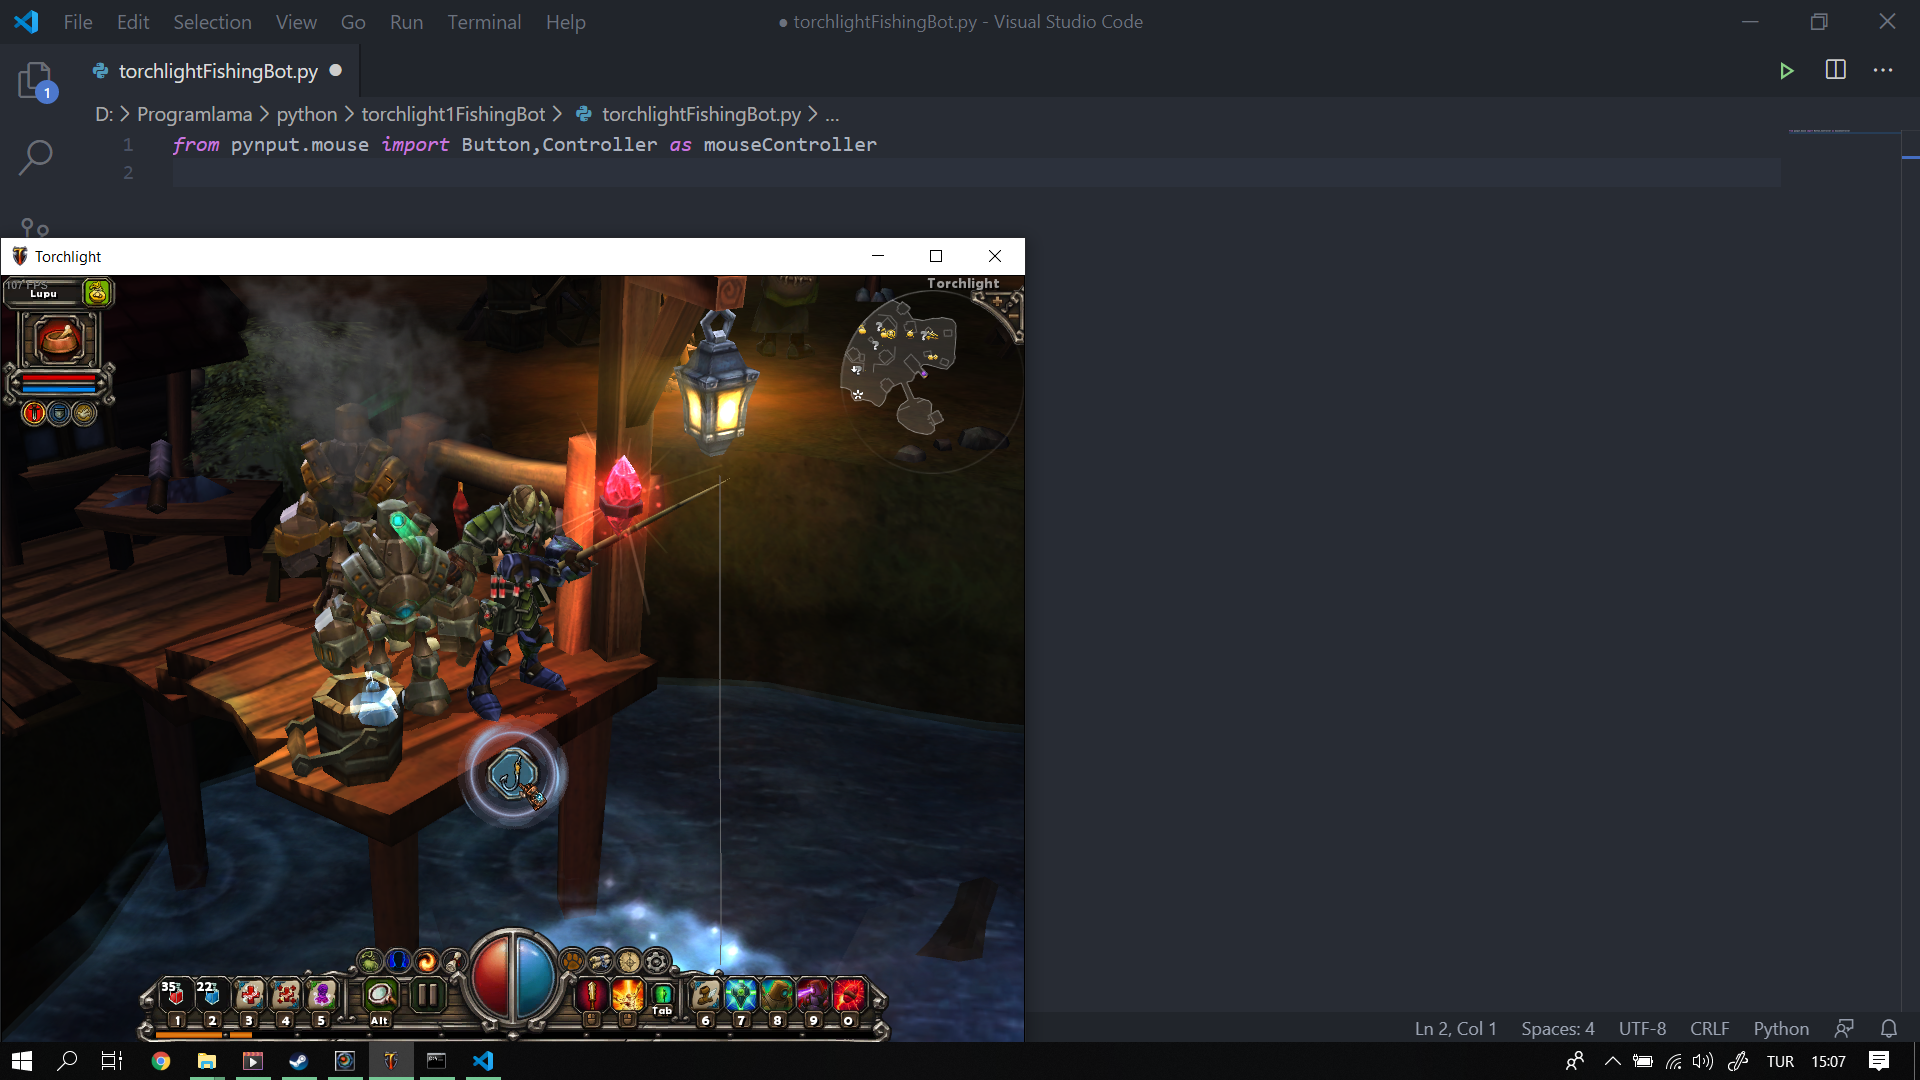 File Edit Selection View Go Run Terminal Help ● torchlightFishingBot.py - Visual Studio Code
torchlightFishingBot.py
1
D: > Programlama > python > torchlight1FishingBot > torchlightFishingBot.py > ...
1 from pynput.mouse import Button,Controller as mouseController
2
Torchlight
107 FPS
Lupu
Torchlight
35 22
Tab
1 2 3 4 5 Alt 6 7 8 9 0
Ln 2, Col 1 Spaces: 4 UTF-8 CRLF Python
TUR 15:07